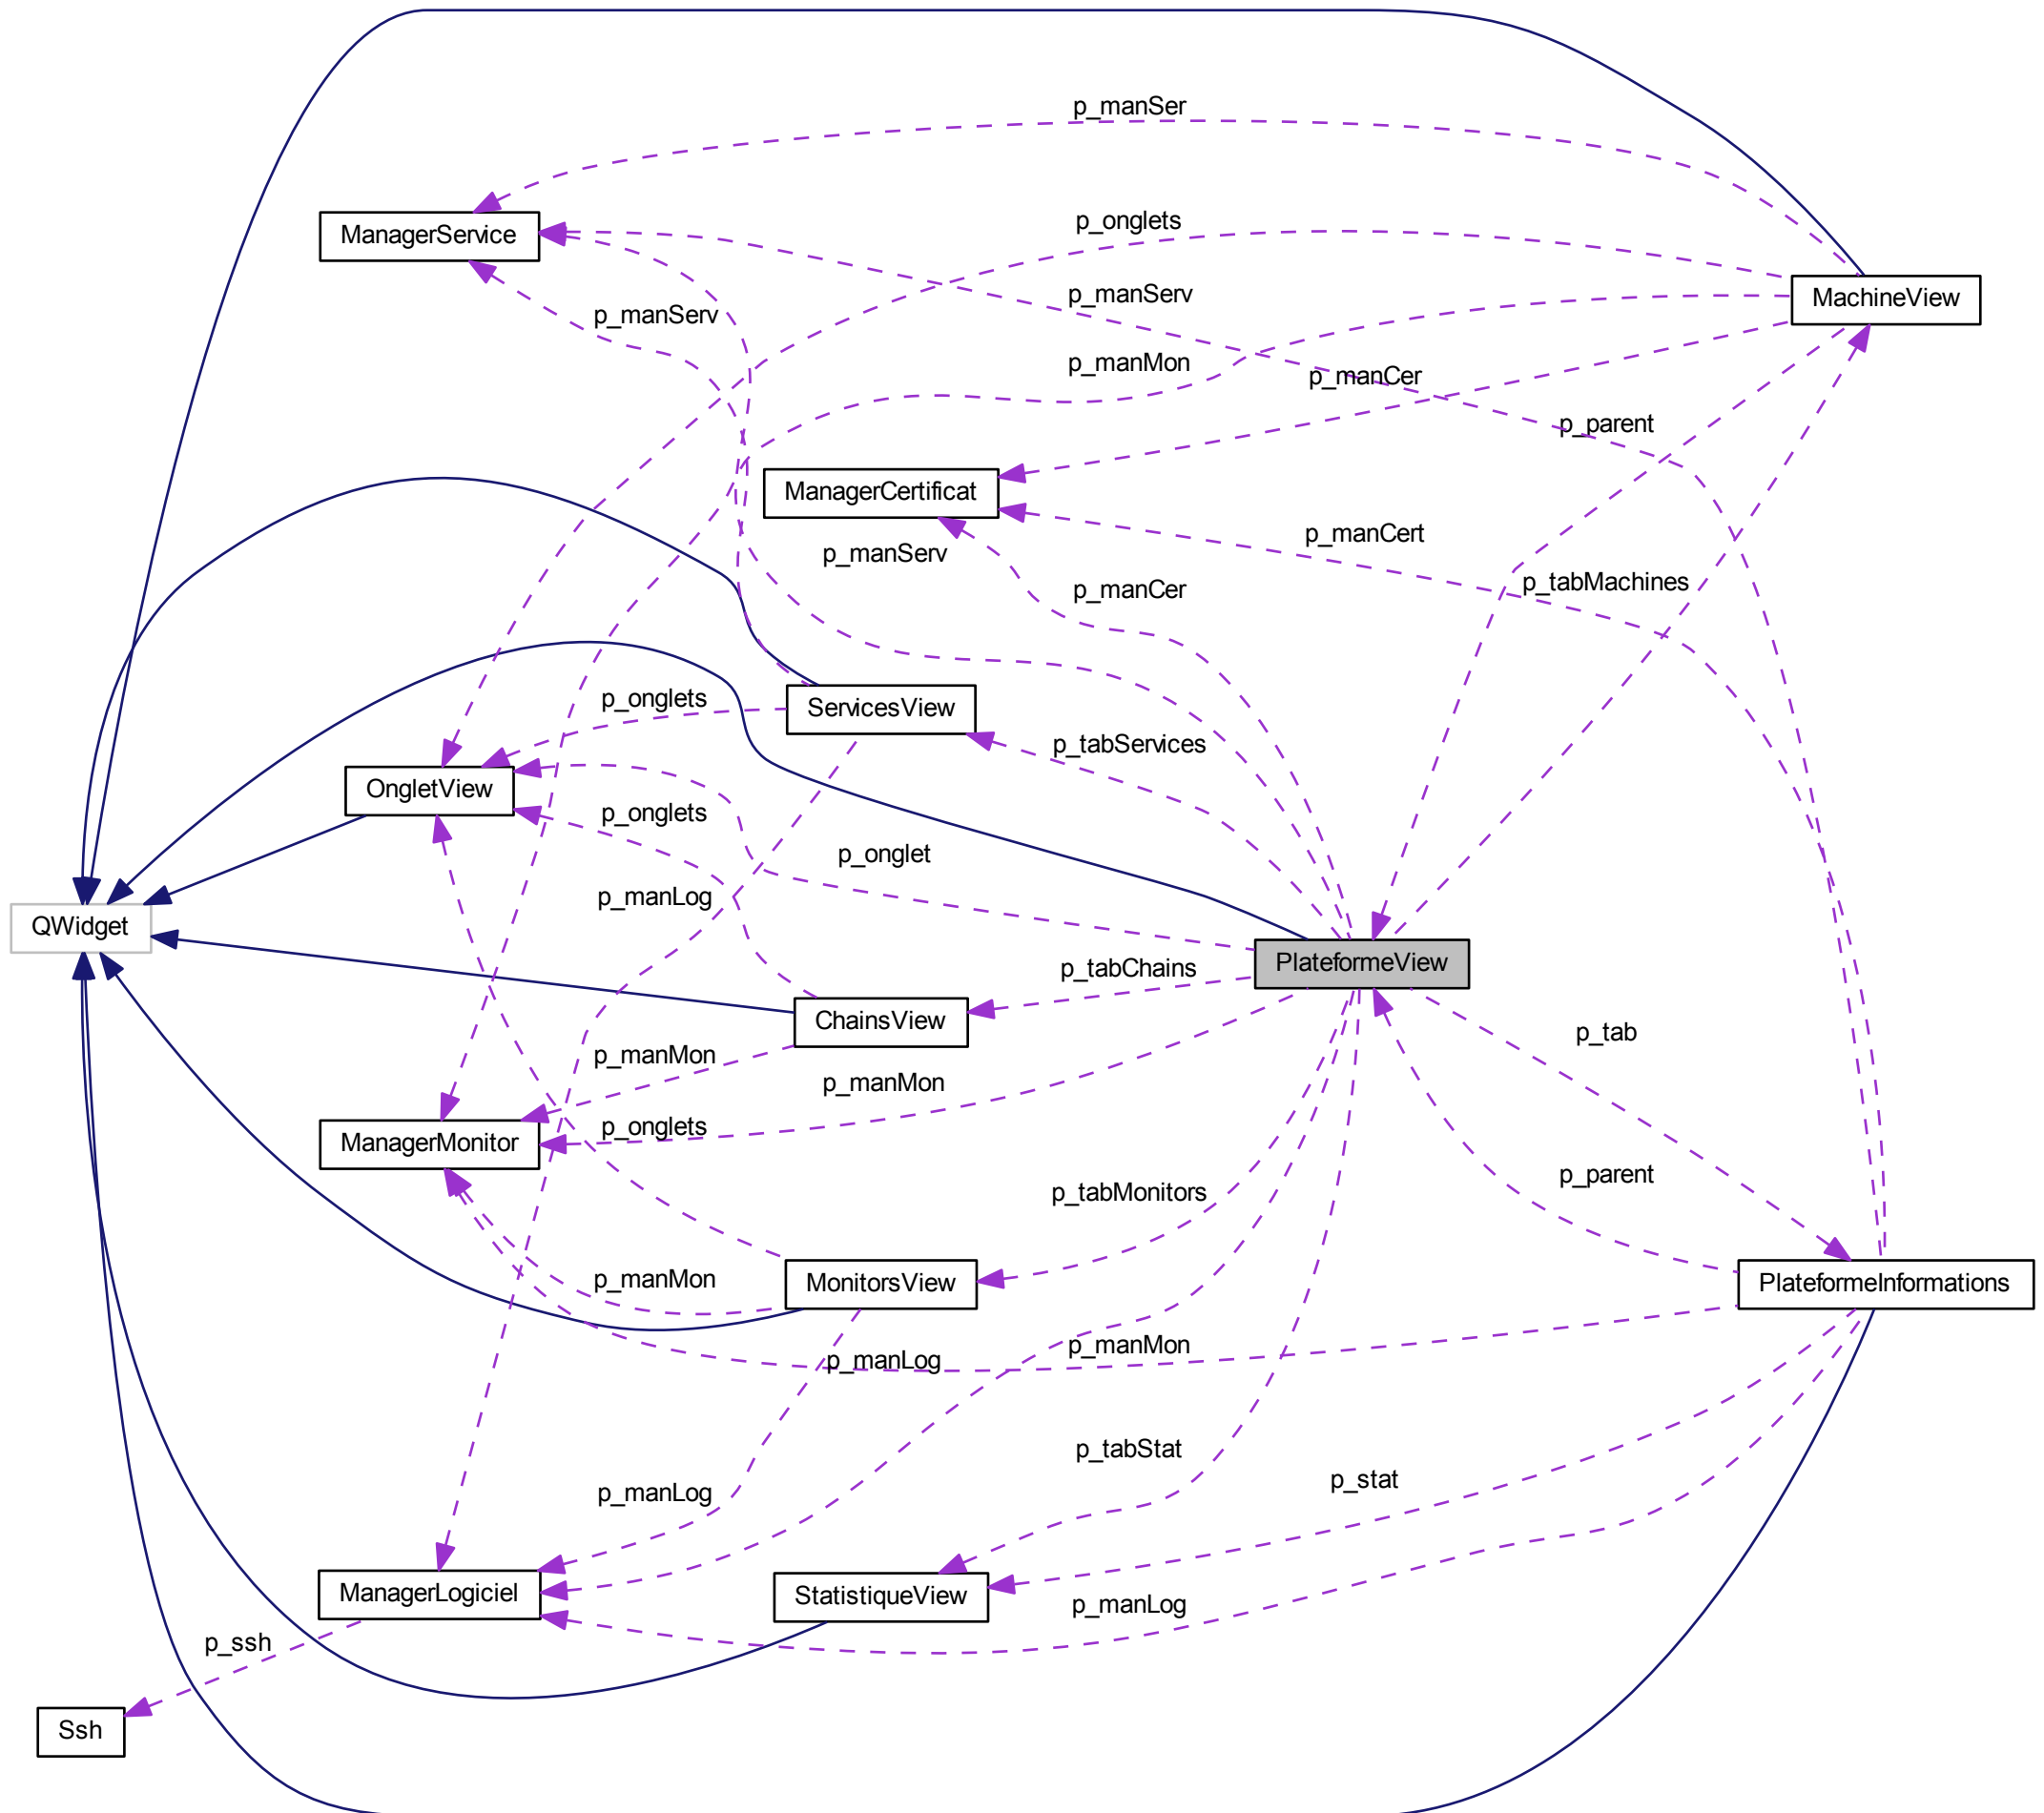 p_manSer
p_onglets
ManagerService
p_manServ
MachineView
p_manServ
p_manMon
p_manCer
p_parent
ManagerCertificat
p_manCert
p_manServ
p_tabMachines
p_manCer
p_onglets
ServicesView
p_tabServices
OngletView
p_onglets
p_onglet
p_manLog
QWidget
PlateformeView
p_tabChains
ChainsView
p_tab
p_manMon
p_manMon
p_onglets
ManagerMonitor
p_parent
p_tabMonitors
p_manMon
MonitorsView
PlateformeInformations
p_manMon
p_manLog
p_tabStat
p_stat
p_manLog
ManagerLogiciel
StatistiqueView
p_manLog
p_ssh
Ssh